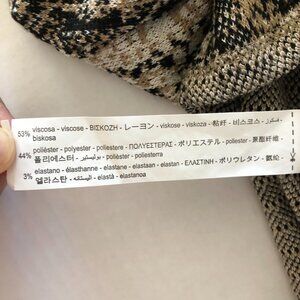 53% viscosa - viscose - ΒΙΣΚΟΖΗ - レーヨン - viskose - viskoza - 粘纤 - 비스코스 - فسكوز -
biskosa
44% poliéster - polyester - poliestere - ΠΟΛΥΕΣΤΕΡΑΣ - ポリエステル - poliester - 聚酯纤维 -
폴리에스터 - بوليستير - polièster - poliesterra
3% elastano - élasthanne - elastane - elastaan - elastan - ΕΛΑΣΤΙΝΗ - ポリウレタン - 氨纶 -
엘라스탄 - اليستانه - elastà - elastanoa